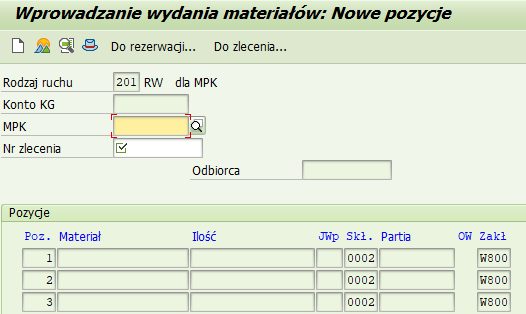 Wprowadzanie wydania materiałów: Nowe pozycje
Do rezerwacji... Do zlecenia...
Rodzaj ruchu 201 RW dla MPK
Konto KG
MPK
Nr zlecenia
Odbiorca
Pozycje
Poz. Materiał Ilość JWp Skł. Partia OW Zakł
1 0002 W800
2 0002 W800
3 0002 W800